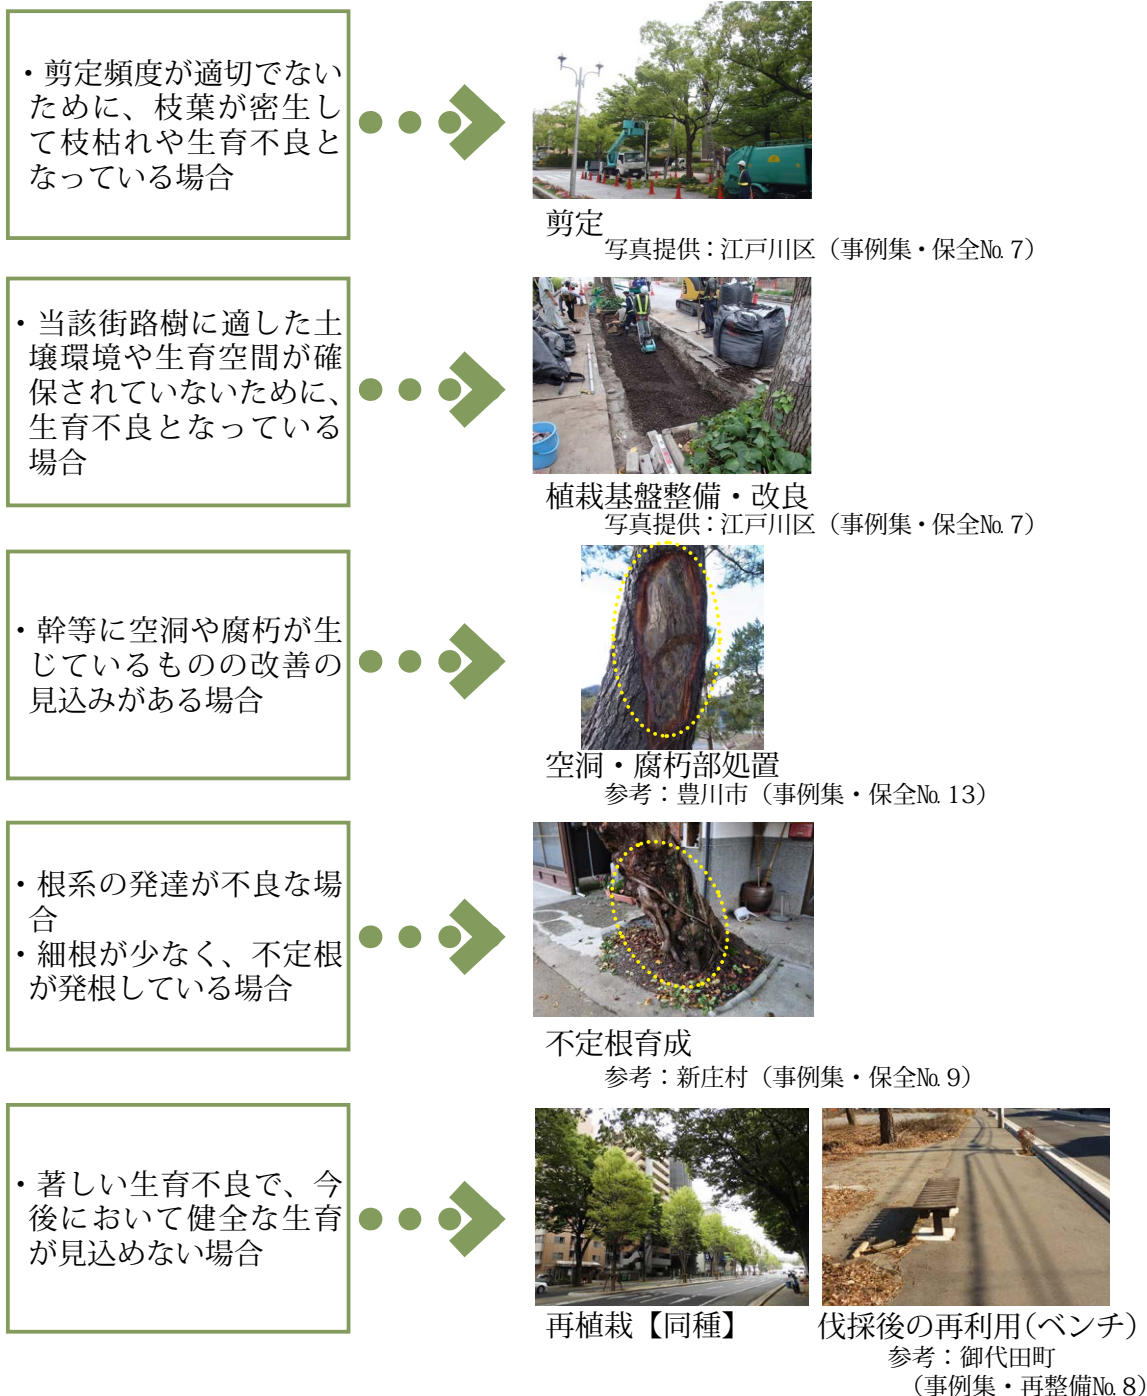 ・剪定頻度が適切でない
ために、枝葉が密生し
て枝枯れや生育不良と
なっている場合
剪定
写真提供：江戸川区（事例集・保全№7）
・当該街路樹に適した土
壌環境や生育空間が確
保されていないために、
生育不良となっている
場合
植栽基盤整備・改良
写真提供：江戸川区（事例集・保全№7）
・幹等に空洞や腐朽が生
じているものの改善の
見込みがある場合
空洞・腐朽部処置
参考：豊川市（事例集・保全№13）
・根系の発達が不良な場
合
・細根が少なく、不定根
が発根している場合
不定根育成
参考：新庄村（事例集・保全№9）
・著しい生育不良で、今
後において健全な生育
が見込めない場合
再植栽【同種】
伐採後の再利用(ベンチ)
参考：御代田町
（事例集・再整備№8）